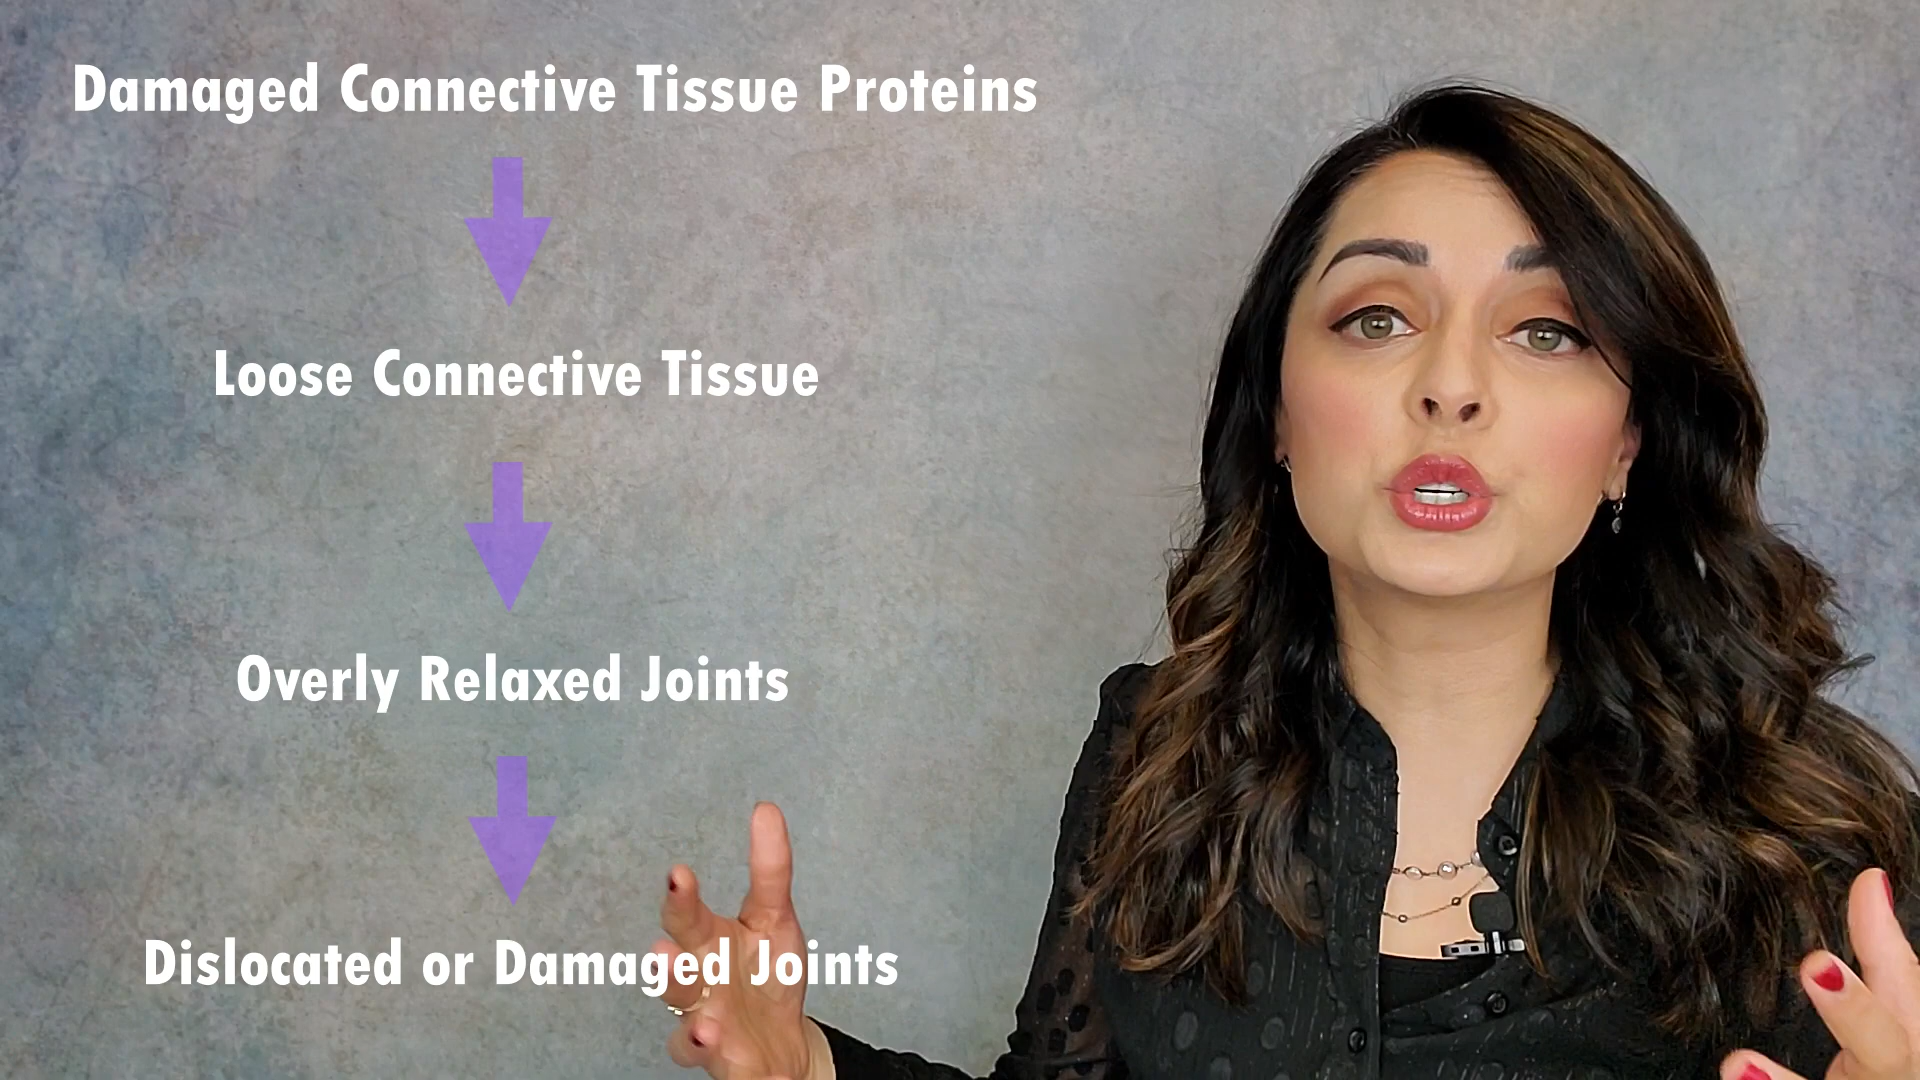 Damaged Connective Tissue Proteins
Loose Connective Tissue
Overly Relaxed Joints
Dislocated or Damaged Joints